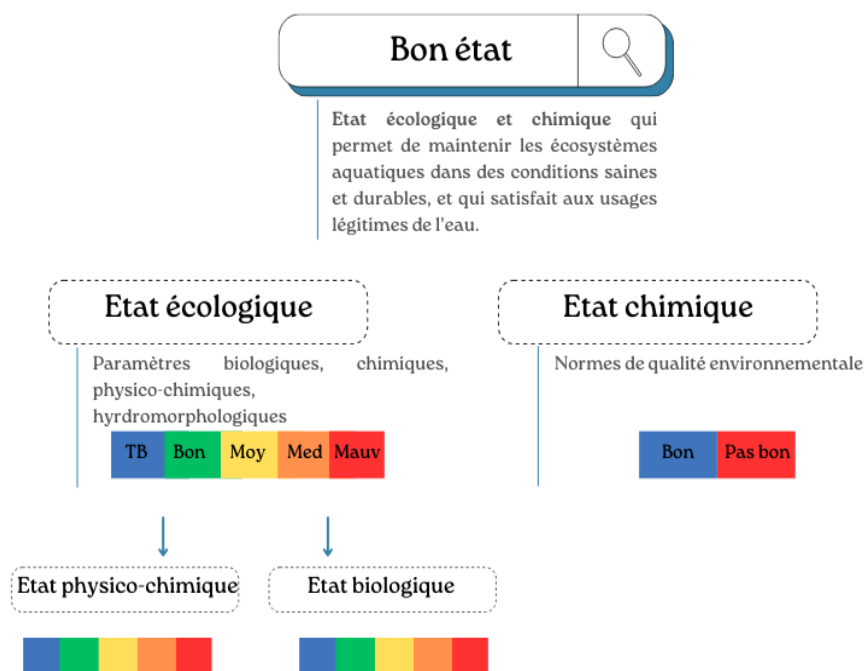 Bon état
Etat écologique et chimique qui
permet de maintenir les écosystèmes
aquatiques dans des conditions saines
et durables, et qui satisfait aux usages
légitimes de l'eau.
Etat écologique
Paramètres biologiques, chimiques,
physico-chimiques,
hyrdromorphologiques
TB Bon Moy Med Mauv
Etat chimique
Normes de qualité environnementale
Bon Pas bon
Etat physico-chimique
Etat biologique